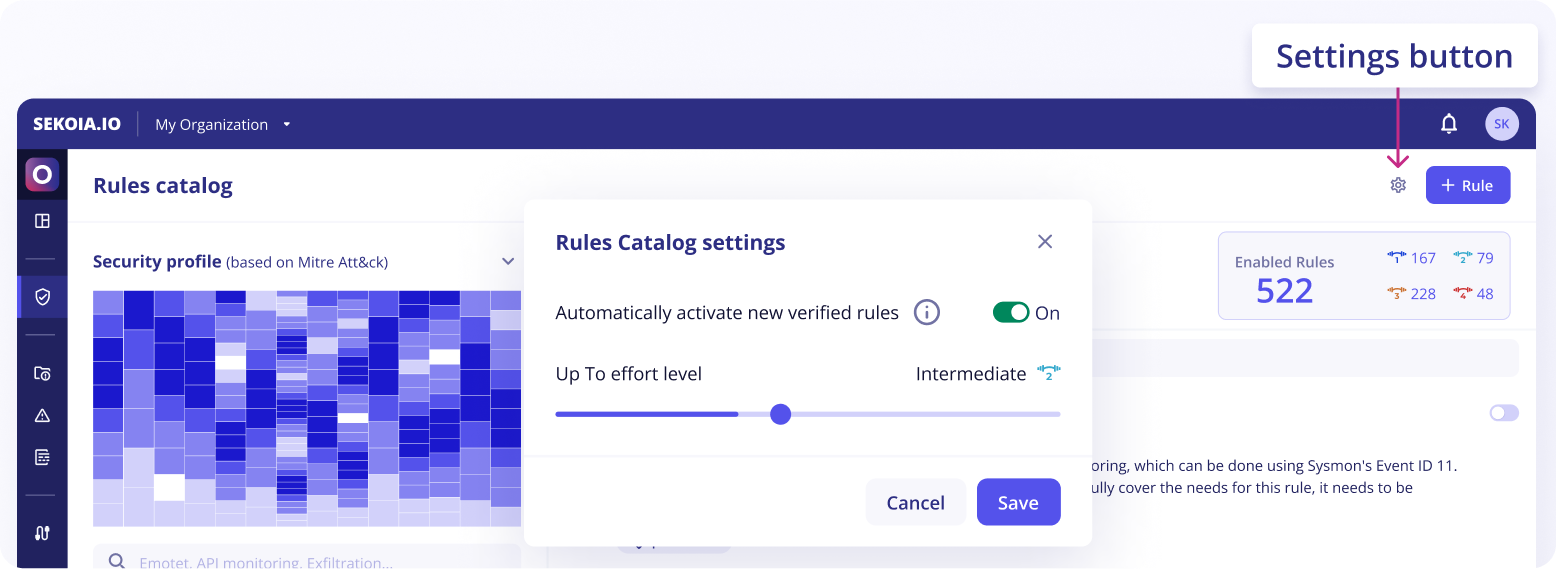 Settings button
SEKOIA.IO
My Organization
SK
Rules catalog
+ Rule
Rules Catalog settings
Security profile (based on Mitre Att&ck)
Enabled Rules
522
1 167
2 79
3 228
4 48
Automatically activate new verified rules
On
Up To effort level
Intermediate 2
oring, which can be done using Sysmon's Event ID 11.
ully cover the needs for this rule, it needs to be
Cancel
Save
Emotet, API monitoring, Exfiltration...